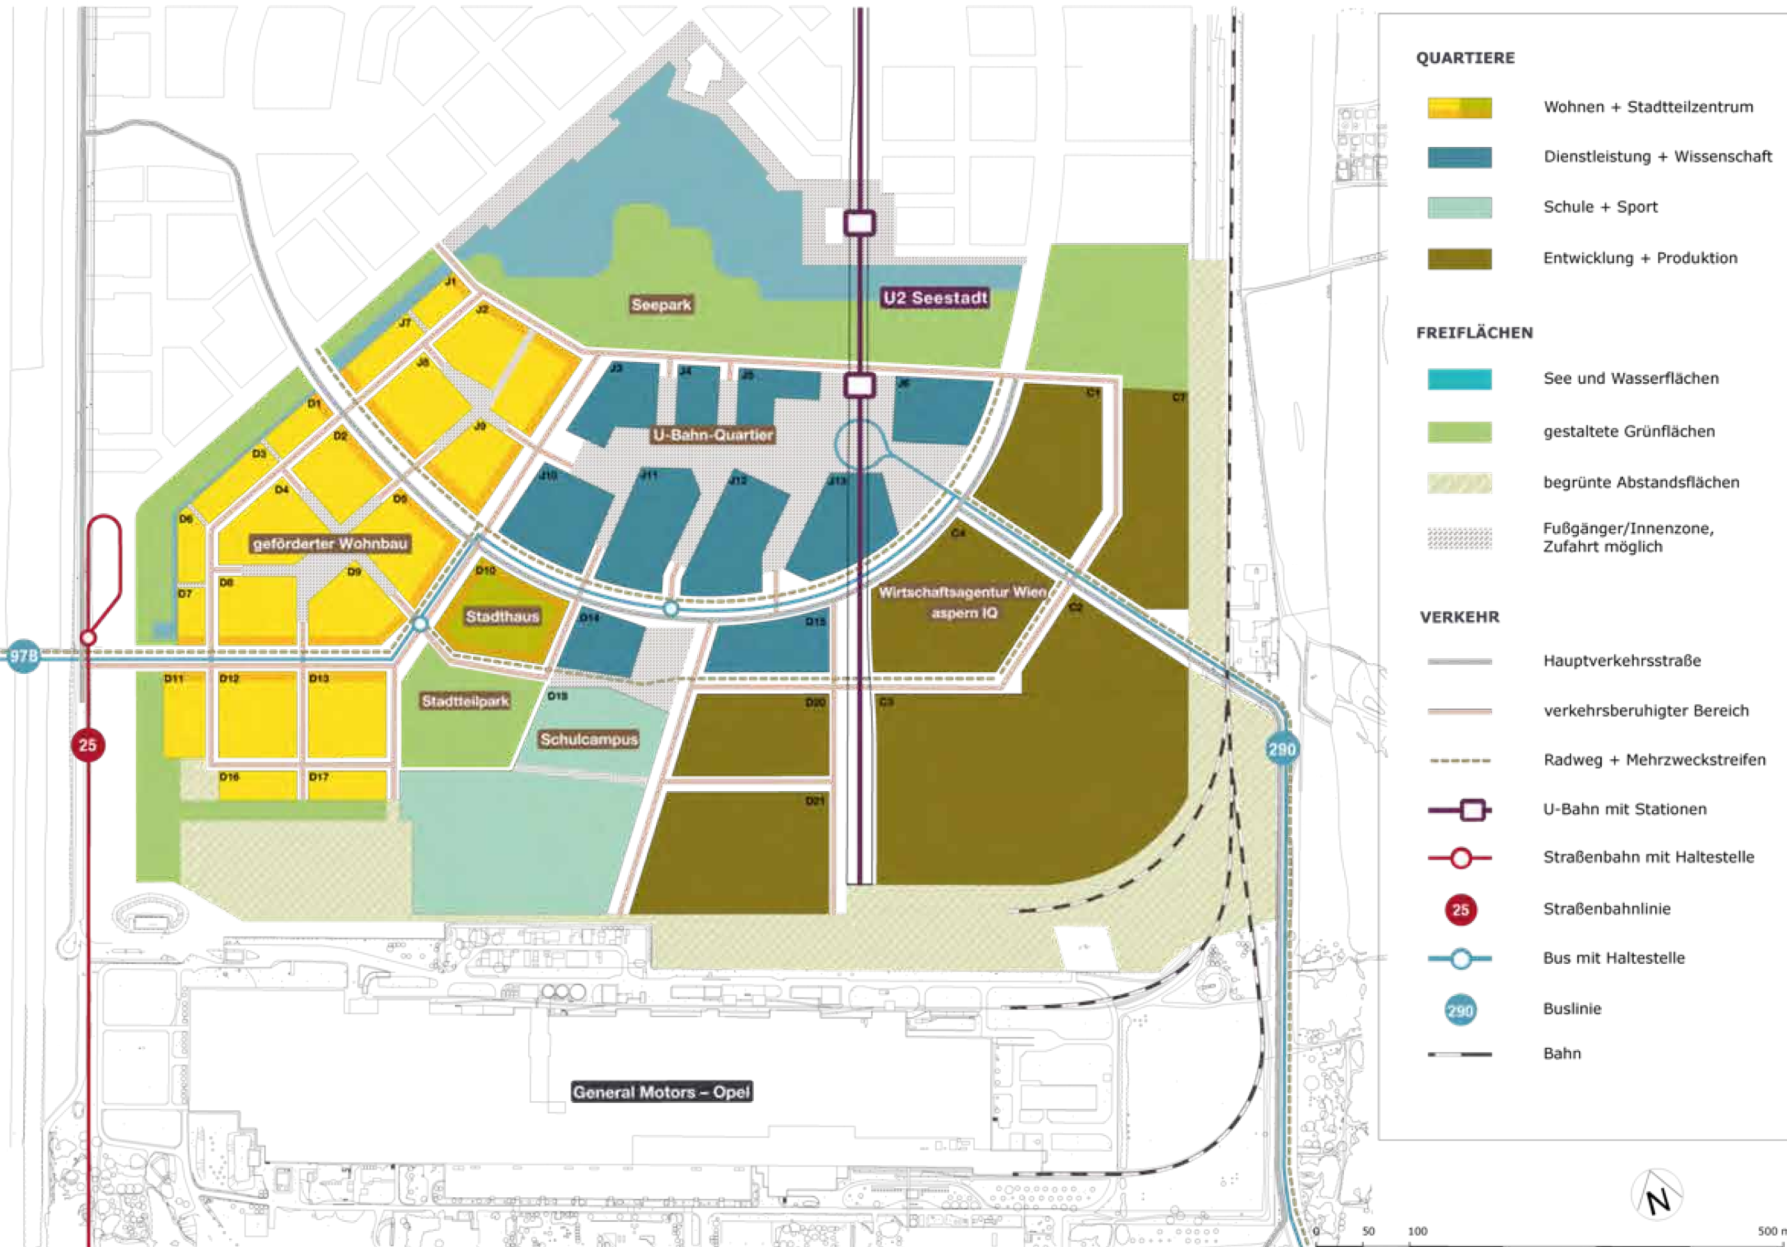 Seepark
U2 Seestadt
J1
J7
J2
J8
J9
J3
J4
J5
J6
C1
C7
U-Bahn-Quartier
D1
D2
D3
D4
D5
D6
J10
J11
J12
J13
geförderter Wohnbau
D7
D8
D9
D10
Stadthaus
C4
Wirtschaftsagentur Wien
aspern IQ
C2
D14
D15
97B
D11
D12
D13
Stadtteilpark
D19
Schulcampus
D20
C3
25
290
D16
D17
D21
General Motors – Opel
QUARTIERE
Wohnen + Stadtteilzentrum
Dienstleistung + Wissenschaft
Schule + Sport
Entwicklung + Produktion
FREIFLÄCHEN
See und Wasserflächen
gestaltete Grünflächen
begrünte Abstandsflächen
Fußgänger/Innenzone,
Zufahrt möglich
VERKEHR
Hauptverkehrsstraße
verkehrsberuhigter Bereich
Radweg + Mehrzweckstreifen
U-Bahn mit Stationen
Straßenbahn mit Haltestelle
25 Straßenbahnlinie
Bus mit Haltestelle
290 Buslinie
Bahn
N
0 50 100 500 m